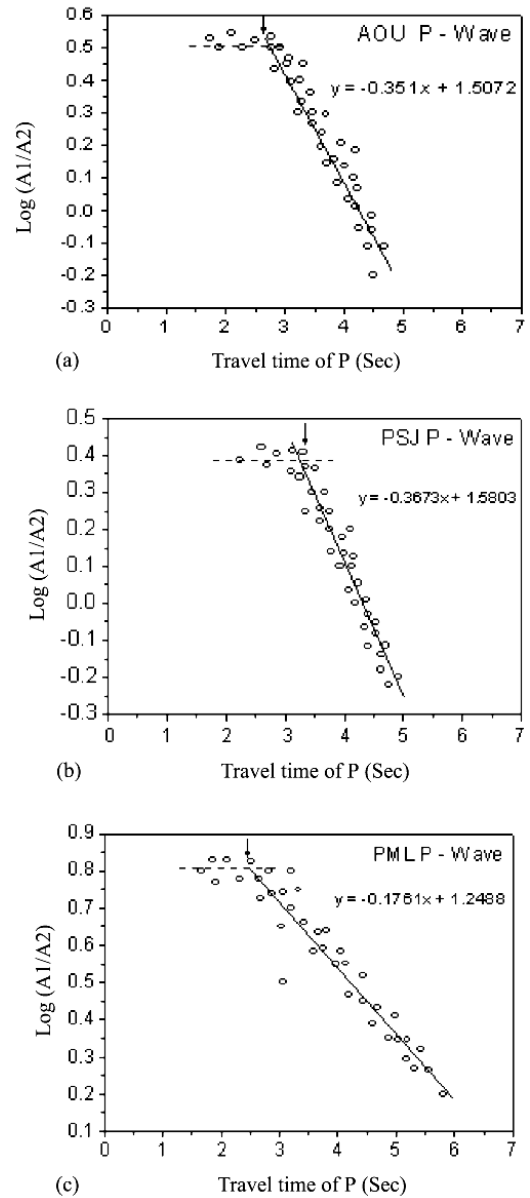 0.6
AOU P - Wave
0.5
0.4
y = -0.351x + 1.5072
0.3
0.2
0.1
0.0
-0.1
-0.2
-0.3
Log (A1/A2)
0 1 2 3 4 5 6 7
(a) Travel time of P (Sec)
0.5
PSJ P - Wave
0.4
0.3
y = -0.3673x + 1.5803
0.2
0.1
0.0
-0.1
-0.2
-0.3
Log (A1/A2)
0 1 2 3 4 5 6 7
(b) Travel time of P (Sec)
0.9
PML P - Wave
0.8
y = -0.1761x + 1.2488
0.7
0.6
0.5
0.4
0.3
0.2
0.1
Log (A1/A2)
0 1 2 3 4 5 6 7
(c) Travel time of P (Sec)